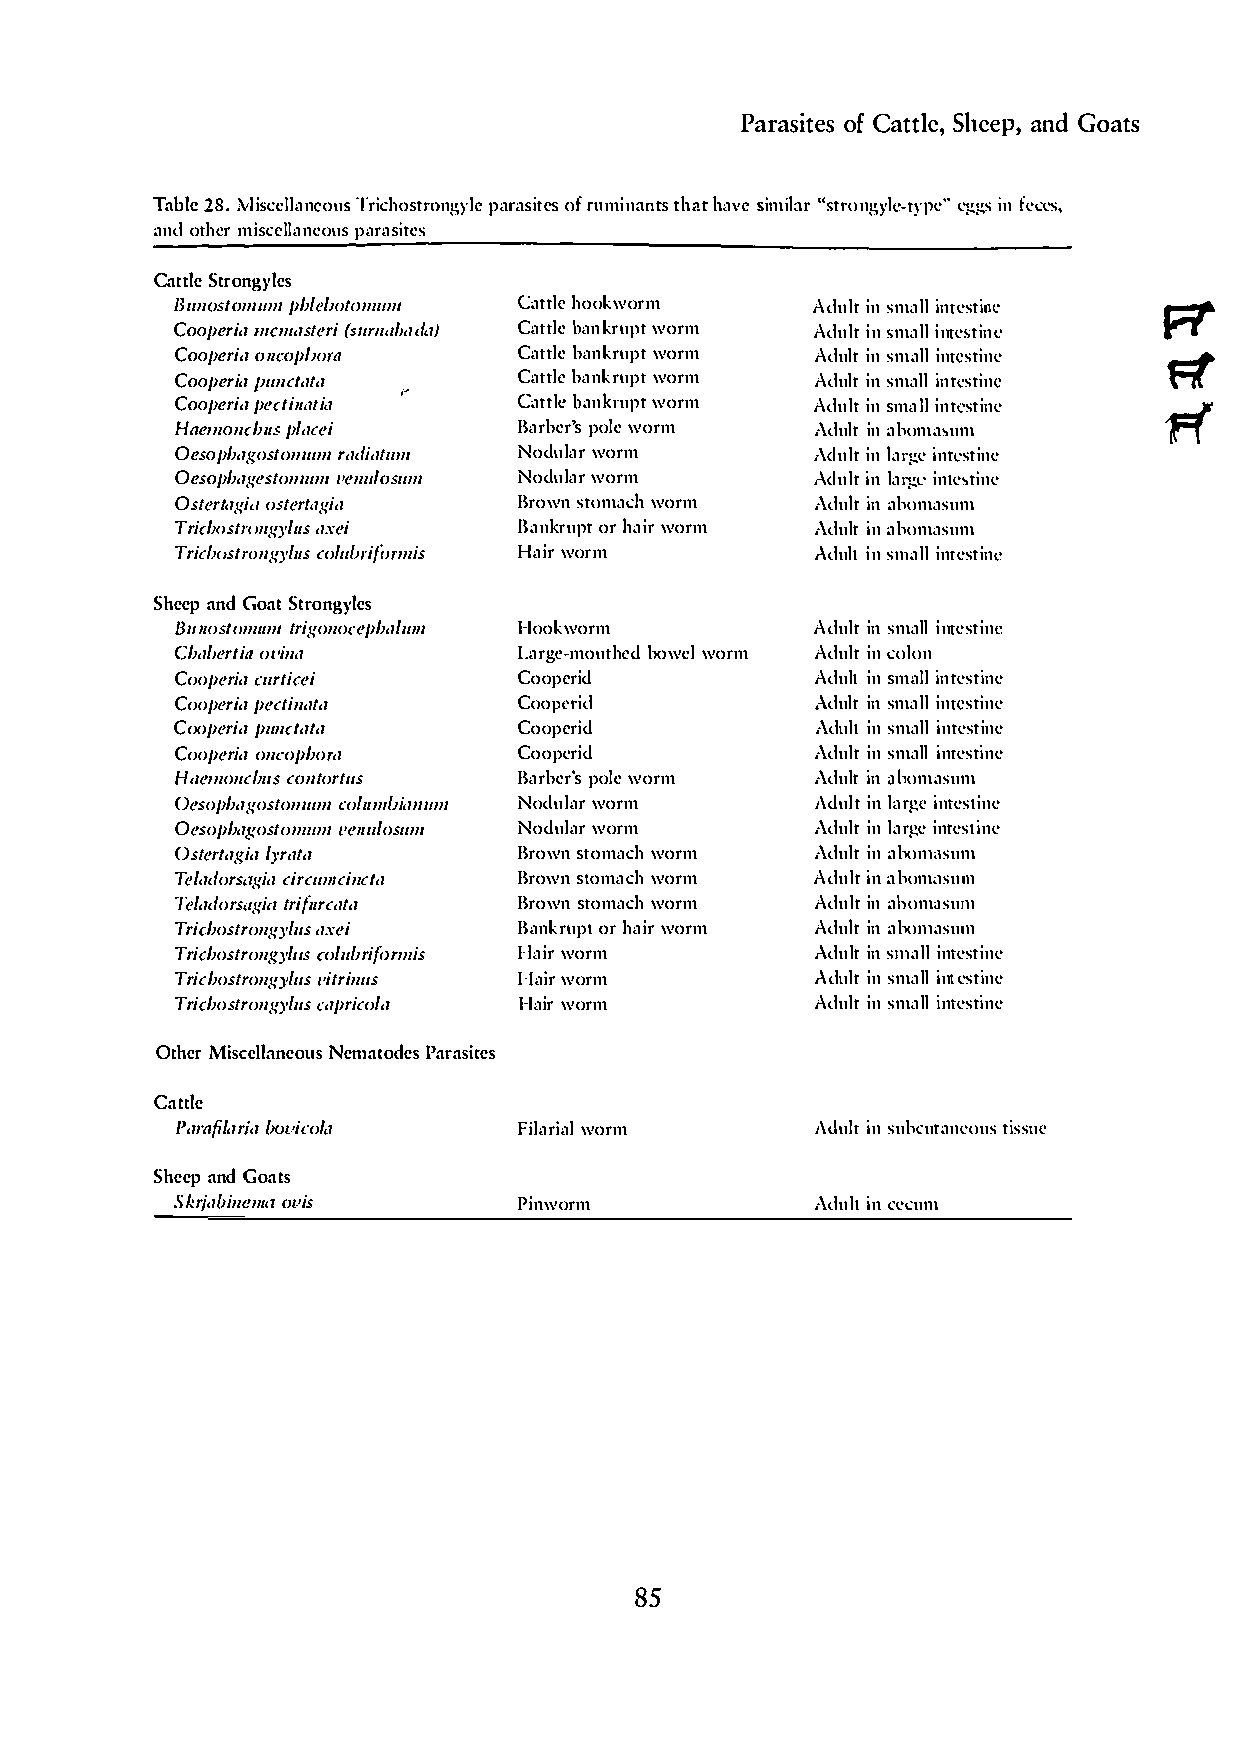 Parasites of Cattle, Sheep, and Goats
Table 28. Miscellaneous Trichostrongyle parasites of ruminants that have similar "strongyle-type" eggs in feces,
and other miscellaneous parasites
Cattle Strongyles
Bunostomum phlebotomum Cattle hookworm Adult in small intestine
Cooperia mcmasteri (surnabada) Cattle bankrupt worm Adult in small intestine
Cooperia oncophora Cattle bankrupt worm Adult in small intestine
Cooperia punctata Cattle bankrupt worm Adult in small intestine
Cooperia pectinatia Cattle bankrupt worm Adult in small intestine
Haemonchus placei Barber's pole worm Adult in abomasum
Oesophagostomum radiatum Nodular worm Adult in large intestine
Oesophagestomum venulosum Nodular worm Adult in large intestine
Ostertagia ostertagia Brown stomach worm Adult in abomasum
Trichostrongylus axei Bankrupt or hair worm Adult in abomasum
Trichostrongylus colubriformis Hair worm Adult in small intestine
Sheep and Goat Strongyles
Bunostomum trigonocephalum Hookworm Adult in small intestine
Chabertia ovina Large-mouthed bowel worm Adult in colon
Cooperia curticei Cooperid Adult in small intestine
Cooperia pectinata Cooperid Adult in small intestine
Cooperia punctata Cooperid Adult in small intestine
Cooperia oncophora Cooperid Adult in small intestine
Haemonchus contortus Barber's pole worm Adult in abomasum
Oesophagostomum columbianum Nodular worm Adult in large intestine
Oesophagostomum venulosum Nodular worm Adult in large intestine
Ostertagia lyrata Brown stomach worm Adult in abomasum
Teladorsagia circumcincta Brown stomach worm Adult in abomasum
Teladorsagia trifurcata Brown stomach worm Adult in abomasum
Trichostrongylus axei Bankrupt or hair worm Adult in abomasum
Trichostrongylus colubriformis Hair worm Adult in small intestine
Trichostrongylus vitrinus Hair worm Adult in small intestine
Trichostrongylus capricola Hair worm Adult in small intestine
Other Miscellaneous Nematodes Parasites
Cattle
Parafilaria bovicola Filarial worm Adult in subcutaneous tissue
Sheep and Goats
Skrjabinema ovis Pinworm Adult in cecum
85